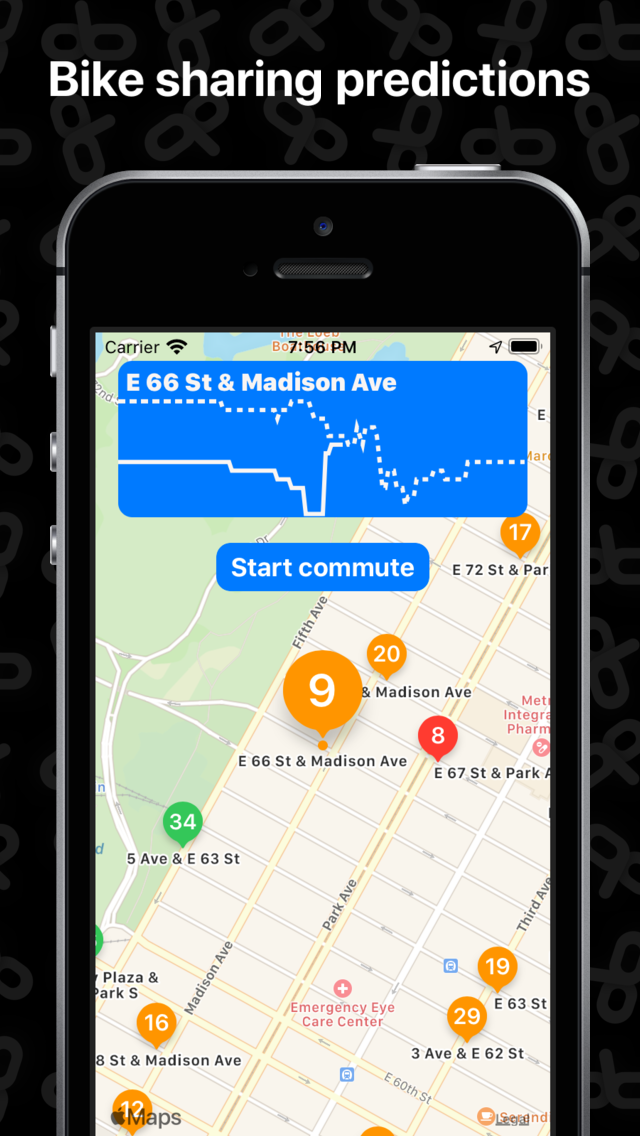 Bike sharing predictions
The Loeb
Carrier
7:56 PM
E 66 St & Madison Ave
E
Start commute
17
E 72 St & Par
Fifth Ave
20
& Madison Ave
9
8
E 66 St & Madison Ave
E 67 St & Park A
Metr
Integra
Pharm
34
5 Ave & E 63 St
Park Ave
Third Ave
Madison Ave
y Plaza &
Park S
19
E 63 St
Emergency Eye
Care Center
16
29
8 St & Madison Ave
3 Ave & E 62 St
E 60th St
12
Maps
Serendi
Legal